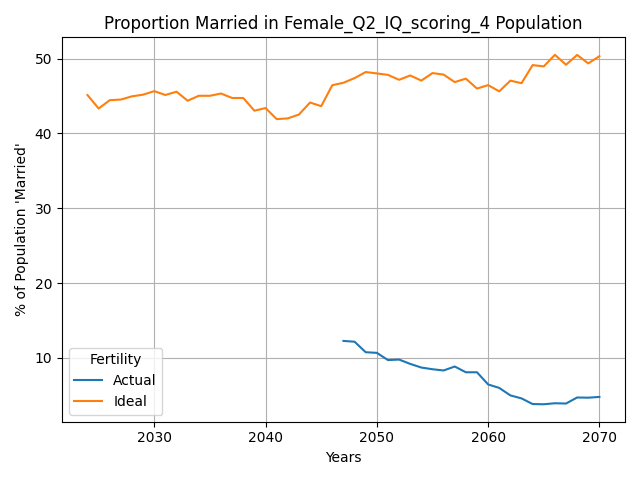 Proportion Married in Female_Q2_IQ_scoring_4 Population
% of Population 'Married'
50
40
30
20
10
Fertility
Actual
Ideal
2030 2040 2050 2060 2070
Years